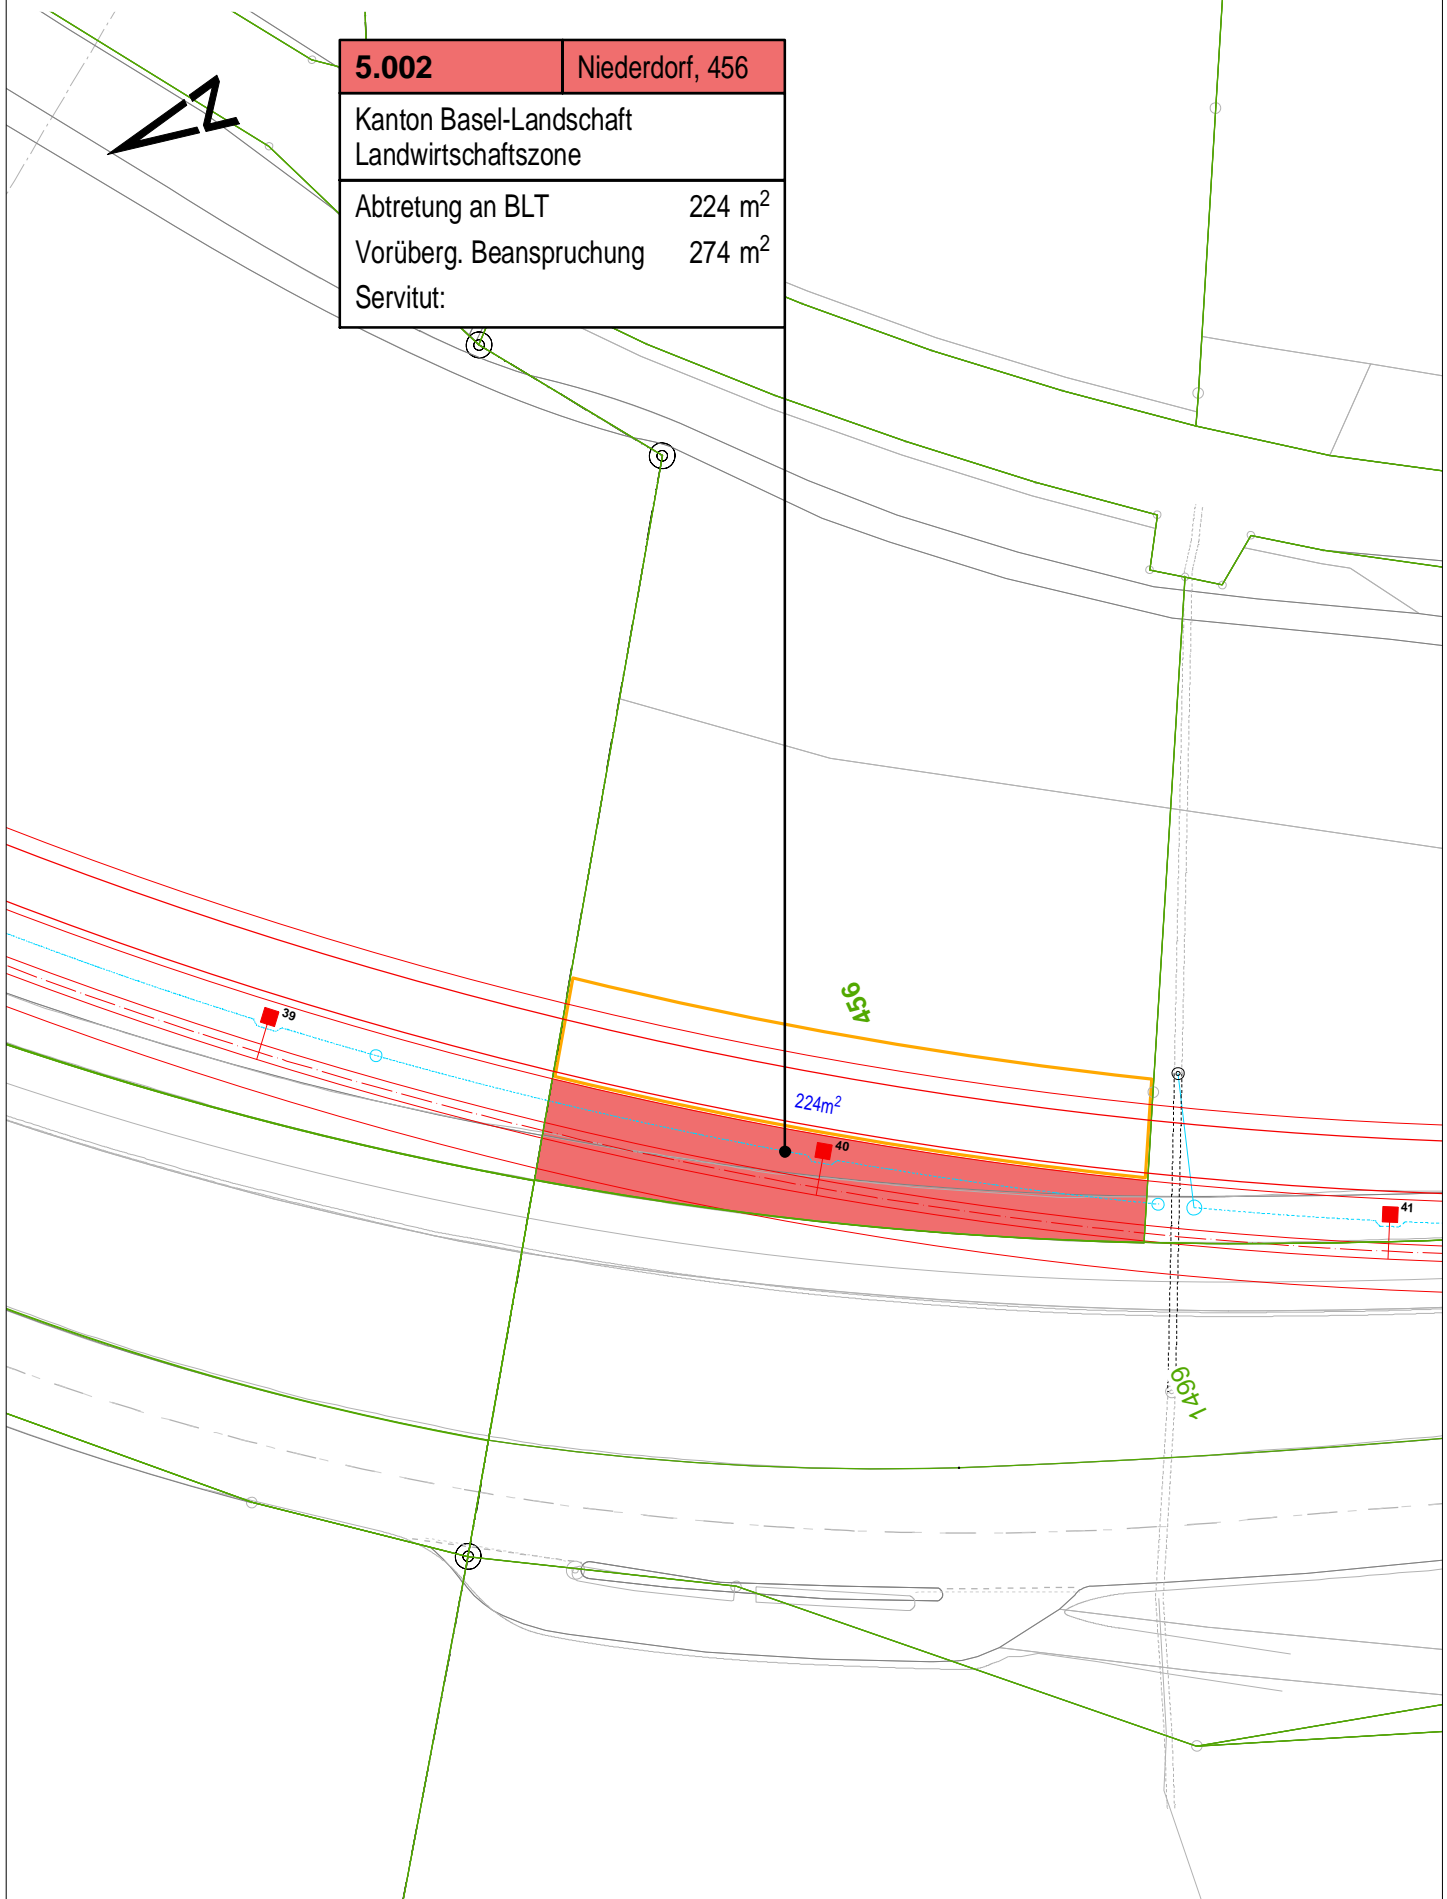 5.002 Niederdorf, 456
Kanton Basel-Landschaft
Landwirtschaftszone
Abtretung an BLT 224 m²
Vorüberg. Beanspruchung 274 m²
Servitut:
456
39
224m²
40
41
1499